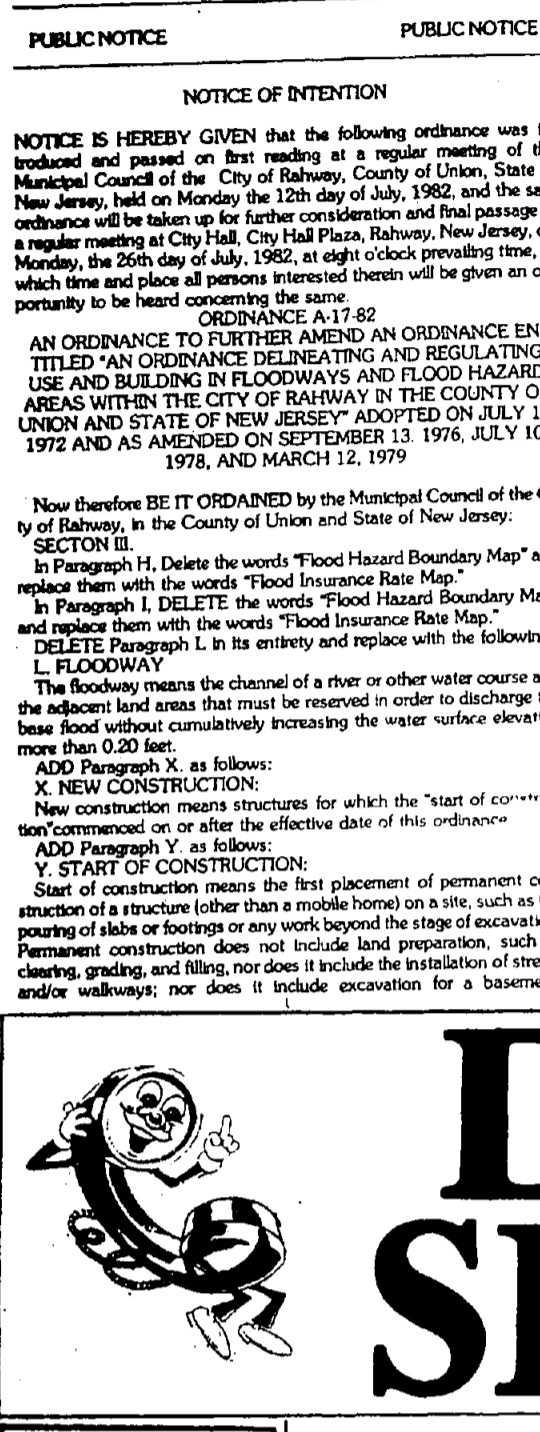 PUBLIC NOTICE
PUBLIC NOTICE
NOTICE OF INTENTION
NOTICE IS HEREBY GIVEN that the following ordinance was
troduced and passed on first reading at a regular meeting of
Municipal Council of the City of Rahway, County of Union, State
New Jersey, held on Monday the 12th day of July, 1982, and the
ordinance will be taken up for further consideration and final passage
a regular meeting at City Hall, City Hall Plaza, Rahway, New Jersey,
Monday, the 26th day of July, 1982, at eight o'clock prevailing time,
which time and place all persons interested therein will be given an
portunity to be heard concerning the same.
ORDINANCE A-17-82
AN ORDINANCE TO FURTHER AMEND AN ORDINANCE EN
TITLED "AN ORDINANCE DELINEATING AND REGULATING
USE AND BUILDING IN FLOODWAYS AND FLOOD HAZARD
AREAS WITHIN THE CITY OF RAHWAY IN THE COUNTY O
UNION AND STATE OF NEW JERSEY" ADOPTED ON JULY 1
1972 AND AS AMENDED ON SEPTEMBER 13. 1976, JULY 10
1978, AND MARCH 12, 1979
Now therefore BE IT ORDAINED by the Municipal Council of the
ty of Rahway, in the County of Union and State of New Jersey:
SECTON III.
In Paragraph H, Delete the words "Flood Hazard Boundary Map" a
replace them with the words "Flood Insurance Rate Map."
In Paragraph I, DELETE the words "Flood Hazard Boundary Ma
and replace them with the words "Flood Insurance Rate Map."
DELETE Paragraph L in its entirety and replace with the followin
L. FLOODWAY
The floodway means the channel of a river or other water course a
the adjacent land areas that must be reserved in order to discharge
base flood without cumulatively increasing the water surface elevati
more than 0.20 feet.
ADD Paragraph X. as follows:
X. NEW CONSTRUCTION:
New construction means structures for which the "start of constr
tion"commenced on or after the effective date of this ordinance
ADD Paragraph Y. as follows:
Y. START OF CONSTRUCTION:
Start of construction means the first placement of permanent co
struction of a structure (other than a mobile home) on a site, such as
pouring of slabs or footings or any work beyond the stage of excavati
Permanent construction does not include land preparation, such
clearing, grading, and filling, nor does it include the installation of stre
and/or walkways; nor does it include excavation for a baseme